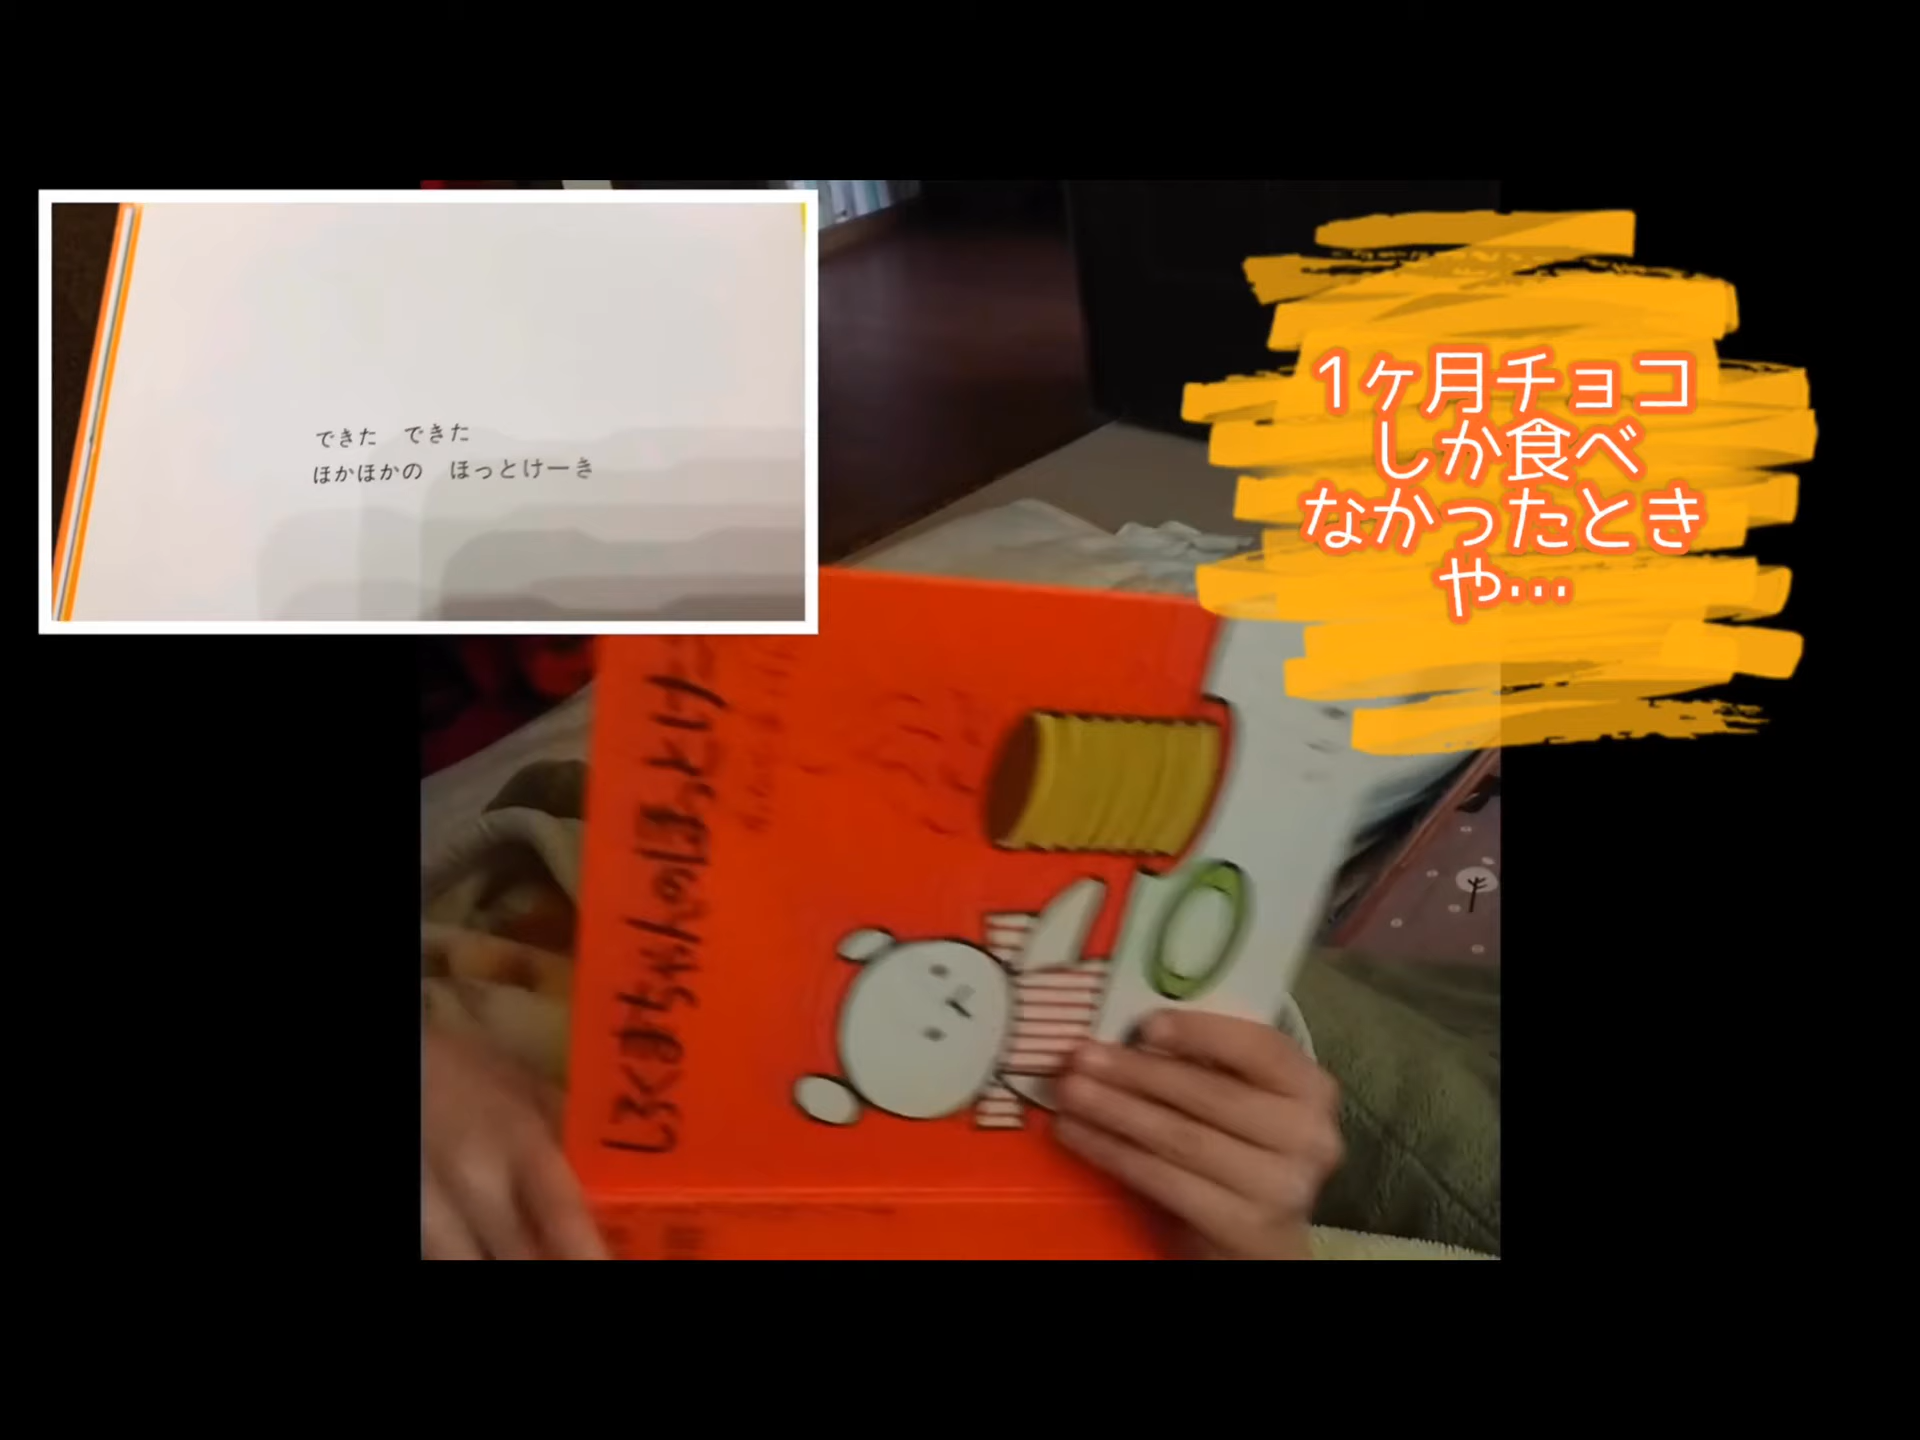 できた　できた
ほかほかの　ほっとけーき
1ヶ月チョコ
しか食べ
なかったとき
や…
しろくまちゃんのほっとけ